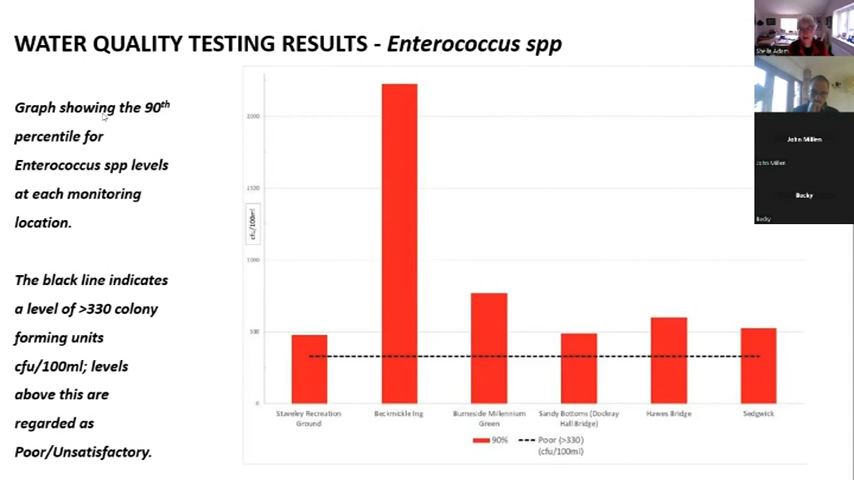 WATER QUALITY TESTING RESULTS - Enterococcus spp
Graph showing the 90th
percentile for
Enterococcus spp levels
at each monitoring
location.
The black line indicates
a level of >330 colony
forming units
cfu/100ml; levels
above this are
regarded as
Poor/Unsatisfactory.
2000
1500
1000
500
0
cfu/100ml
Staveley Recreation
Ground
Beckmickle Ing
Burneside Millennium
Green
Sandy Bottoms (Dockray
Hall Bridge)
Hawes Bridge
Sedgwick
90%
Poor (>330)
(cfu/100ml)
Sheila Adam
John Millen
John Millen
Becky
Becky